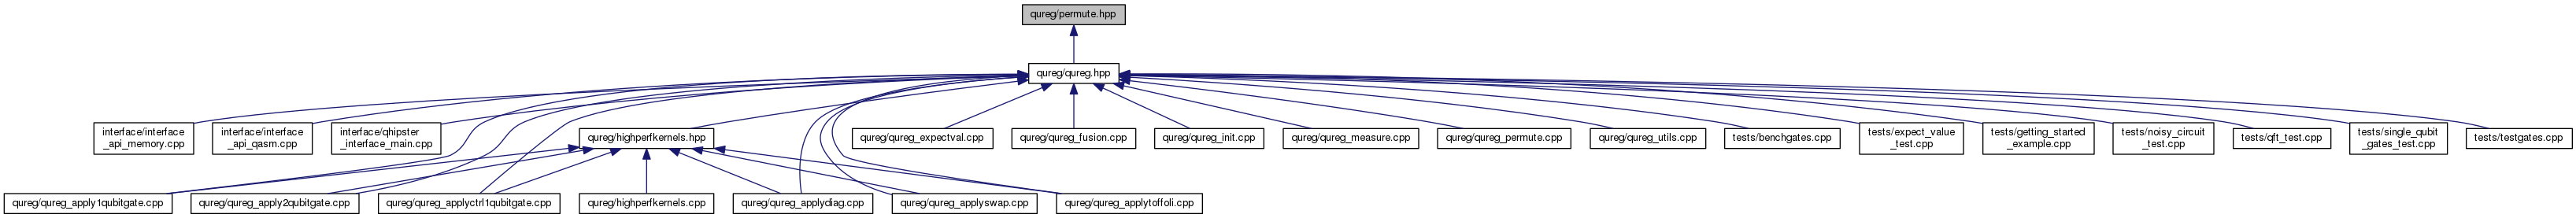 qureg/permute.hpp
qureg/qureg.hpp
interface/interface
_api_memory.cpp
interface/interface
_api_qasm.cpp
interface/qhipster
_interface_main.cpp
qureg/highperfkernels.hpp
qureg/qureg_expectval.cpp
qureg/qureg_fusion.cpp
qureg/qureg_init.cpp
qureg/qureg_measure.cpp
qureg/qureg_permute.cpp
qureg/qureg_utils.cpp
tests/benchgates.cpp
tests/expect_value
_test.cpp
tests/getting_started
_example.cpp
tests/noisy_circuit
_test.cpp
tests/qft_test.cpp
tests/single_qubit
_gates_test.cpp
tests/testgates.cpp
qureg/qureg_apply1qubitgate.cpp
qureg/qureg_apply2qubitgate.cpp
qureg/qureg_applyctrl1qubitgate.cpp
qureg/highperfkernels.cpp
qureg/qureg_applydiag.cpp
qureg/qureg_applyswap.cpp
qureg/qureg_applytoffoli.cpp